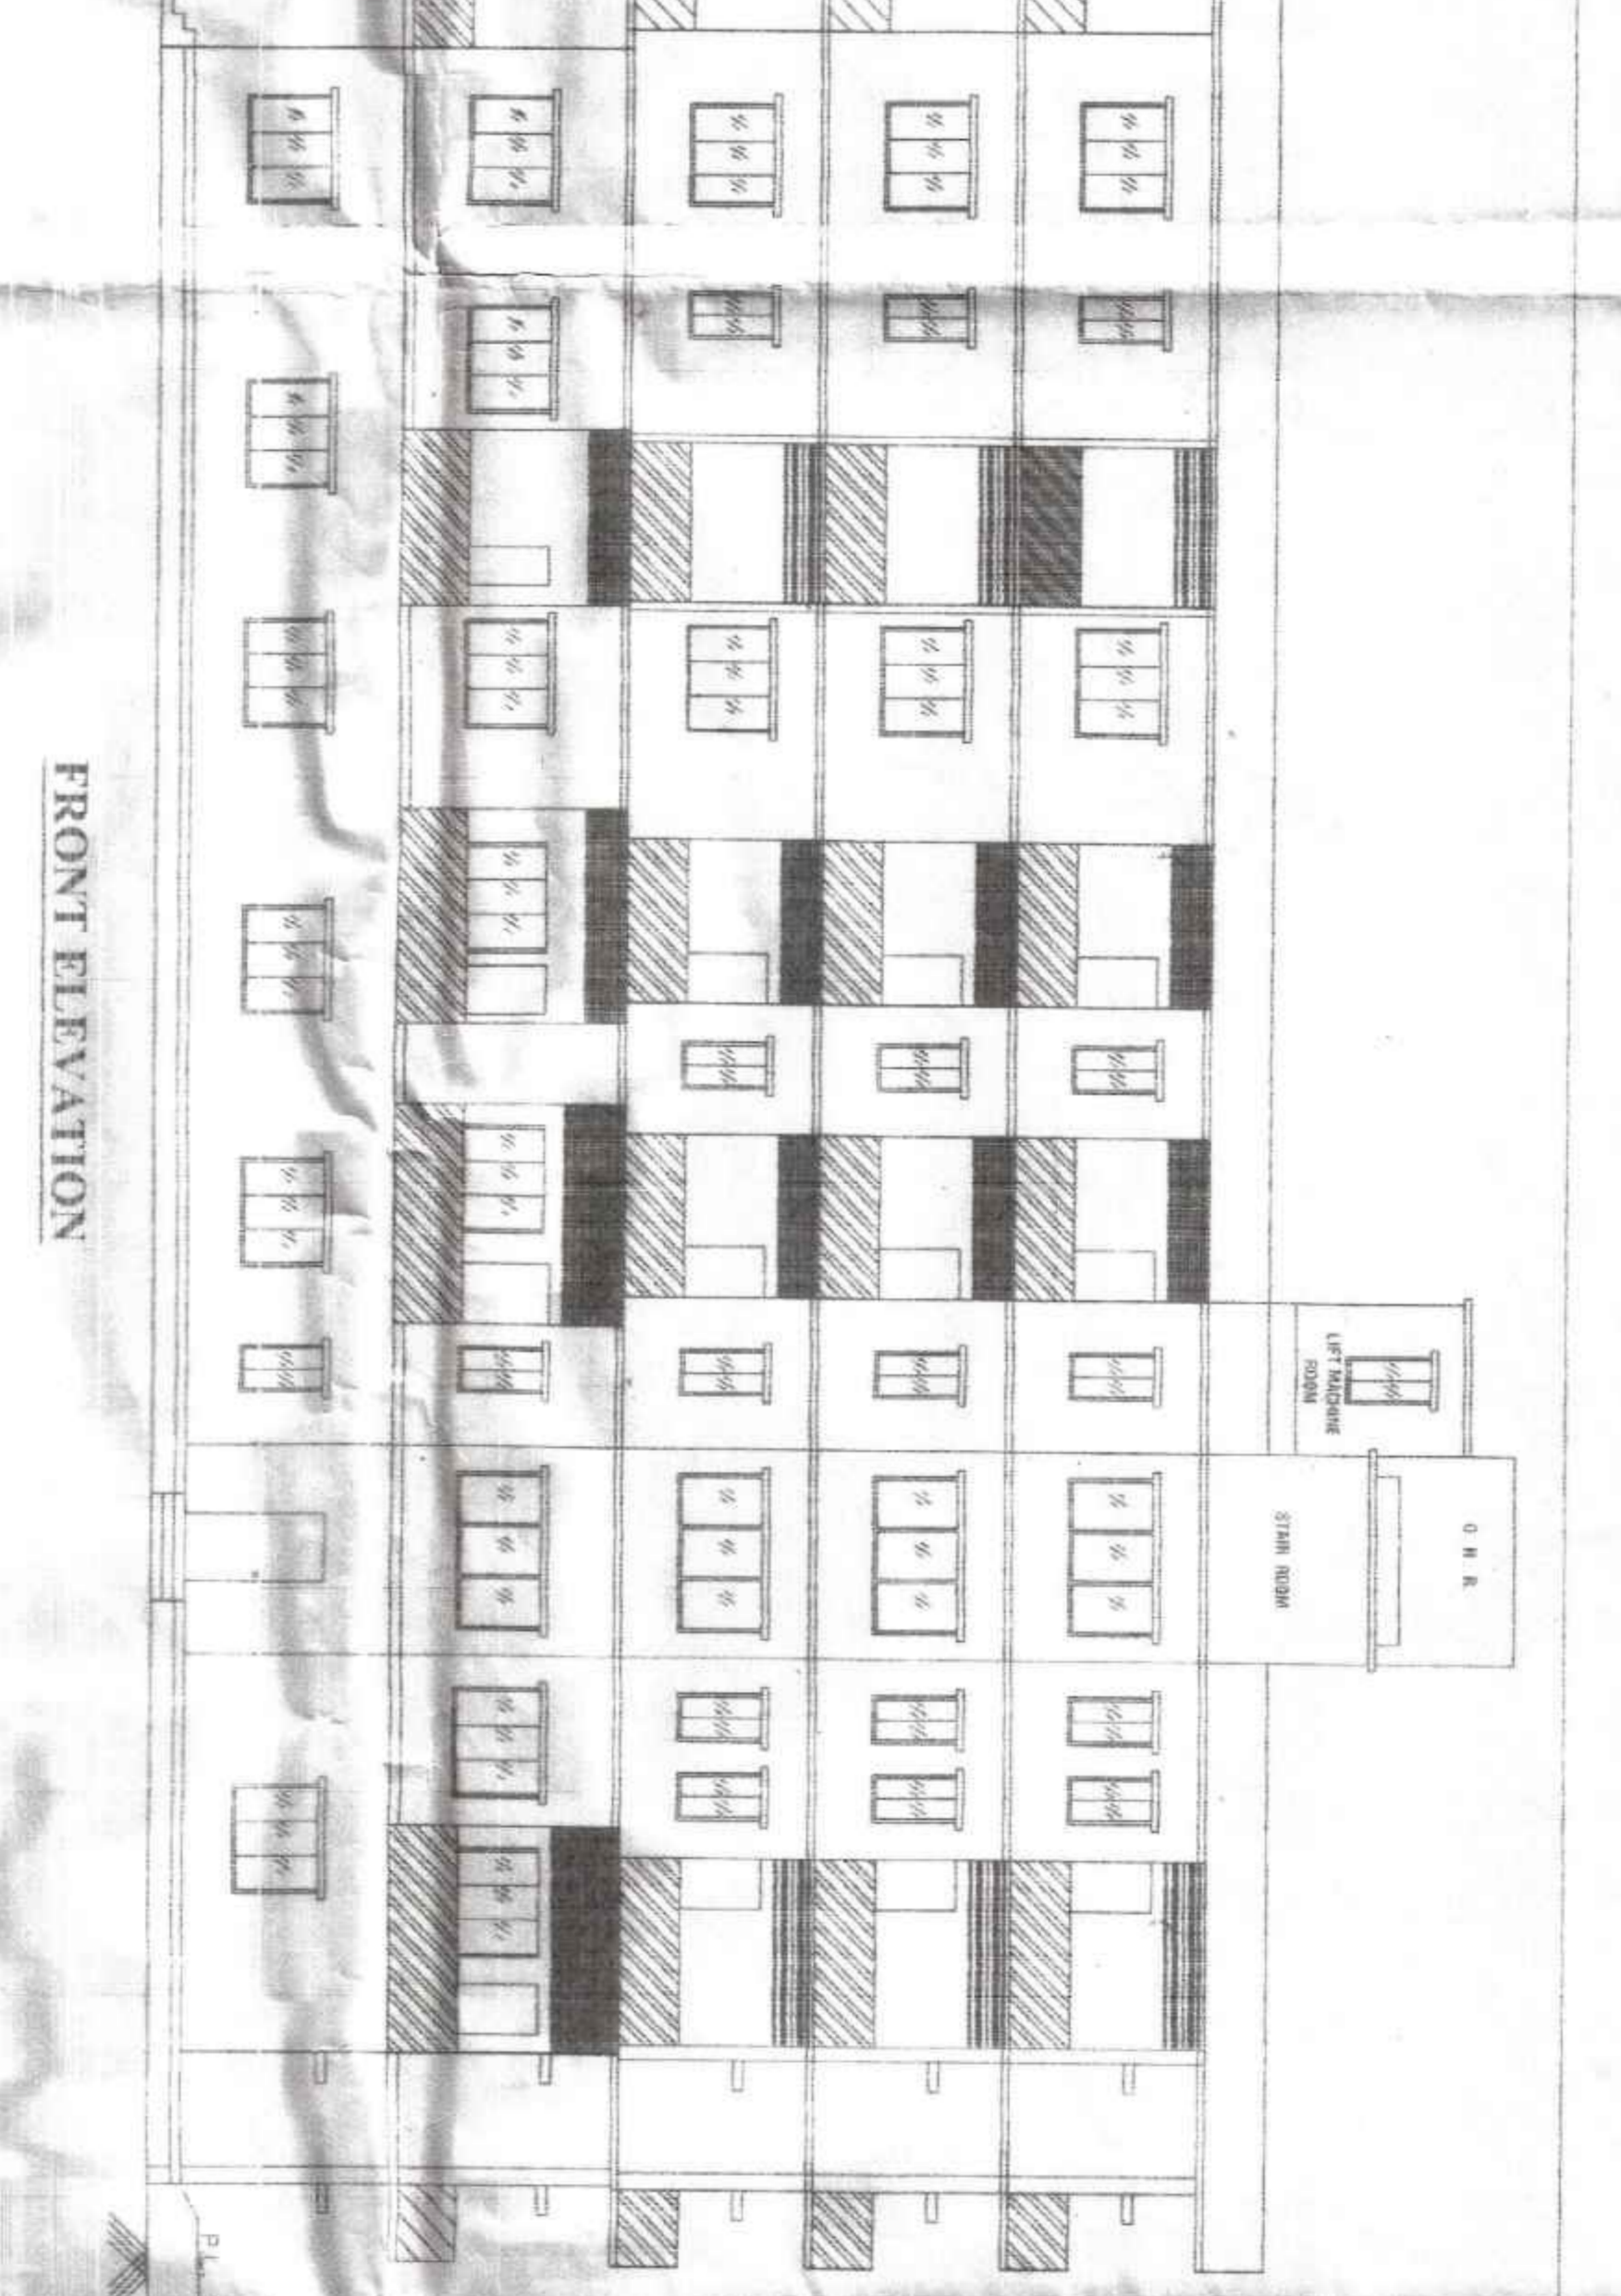 O H R
LIFT MACHINE
ROOM
STAIR ROOM
FRONT ELEVATION